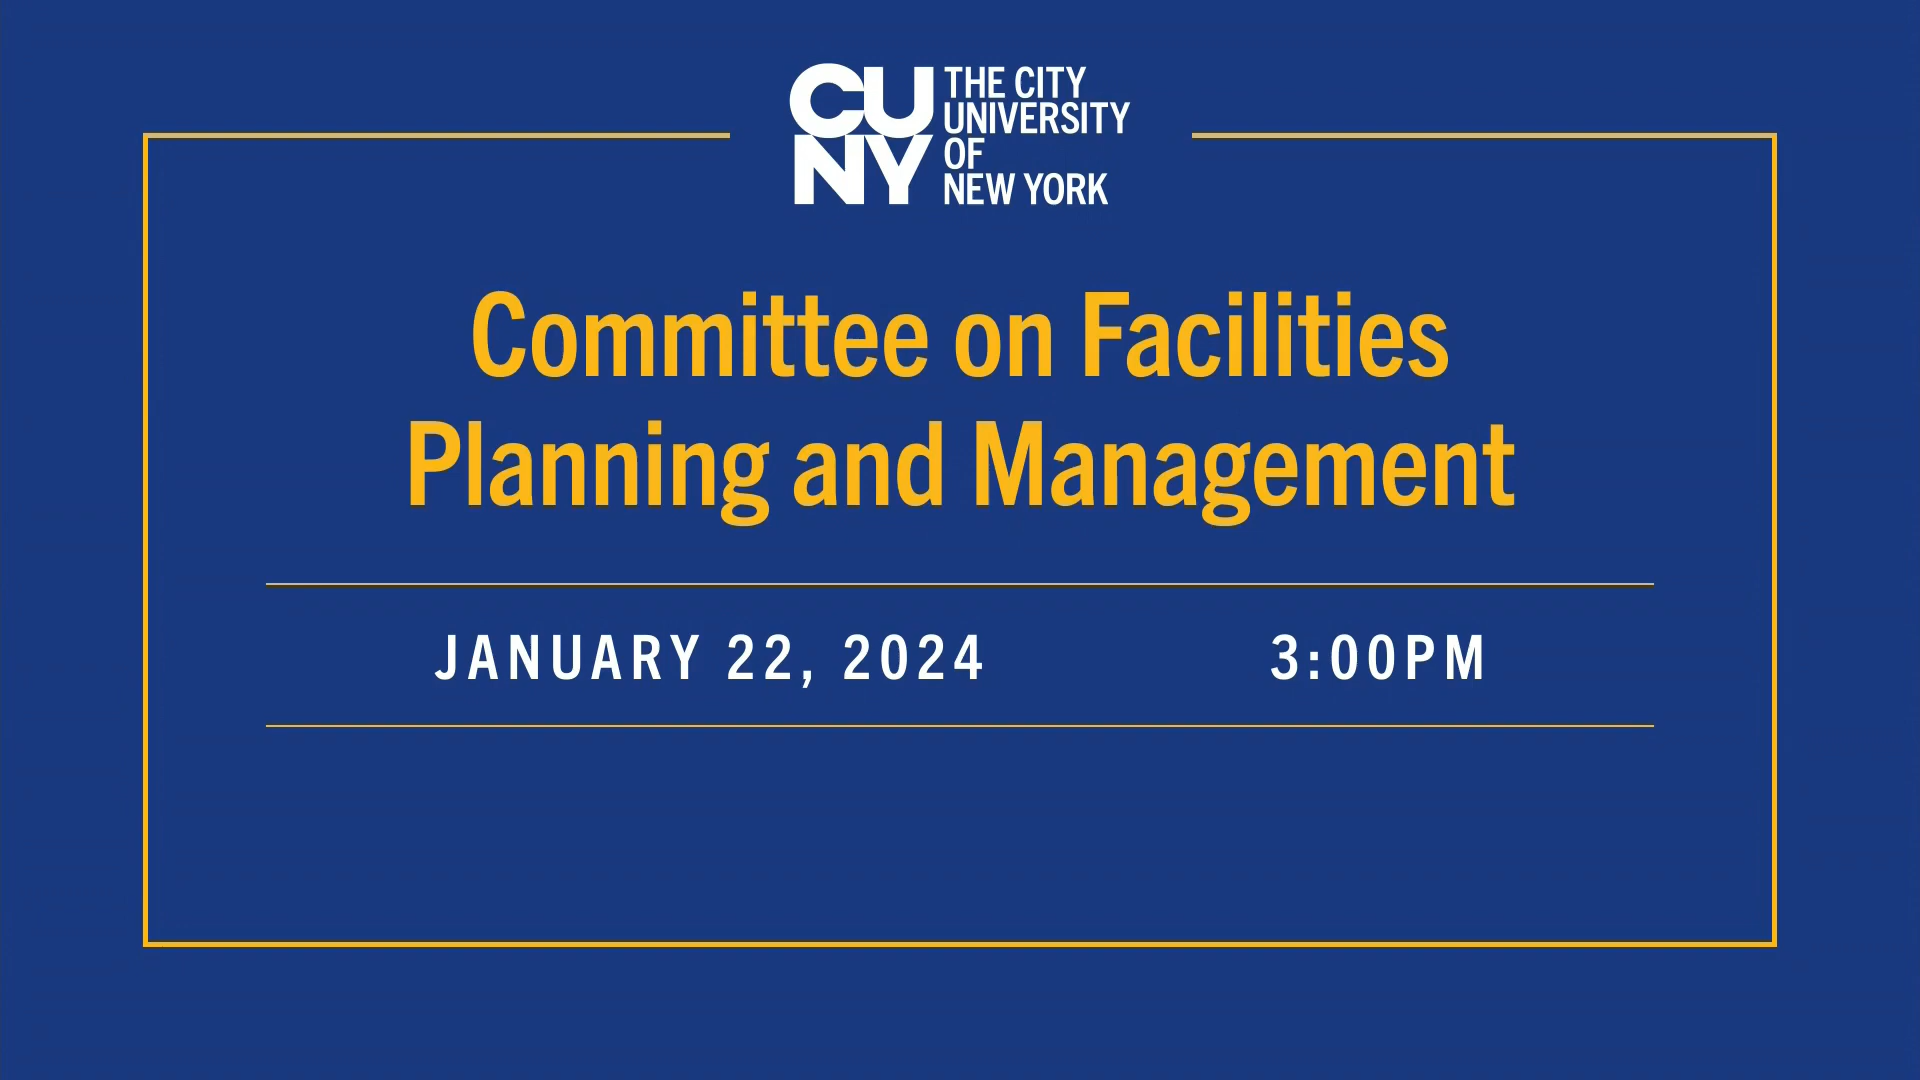 CU
NY
THE CITY
UNIVERSITY
OF
NEW YORK
Committee on Facilities
Planning and Management
JANUARY 22, 2024 3:00PM